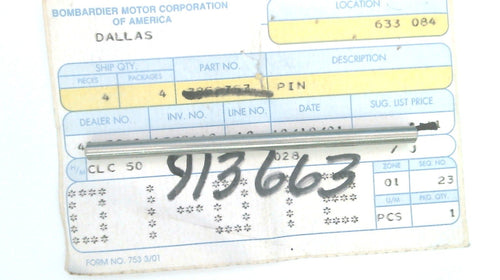 BOMBARDIER MOTOR CORPORATION
OF AMERICA
DALLAS
LOCATION
633 084
SHIP QTY.
PIECES PACKAGES
4 4
PART NO.
DESCRIPTION
PIN
DEALER NO. INV. NO. LINE NO. DATE SUG. LIST PRICE
H/M CLC 50
028
/J
913663
ZONE SEQ. NO.
01 23
U/M PKG. QTY.
PCS 1
FORM NO. 753 3/01